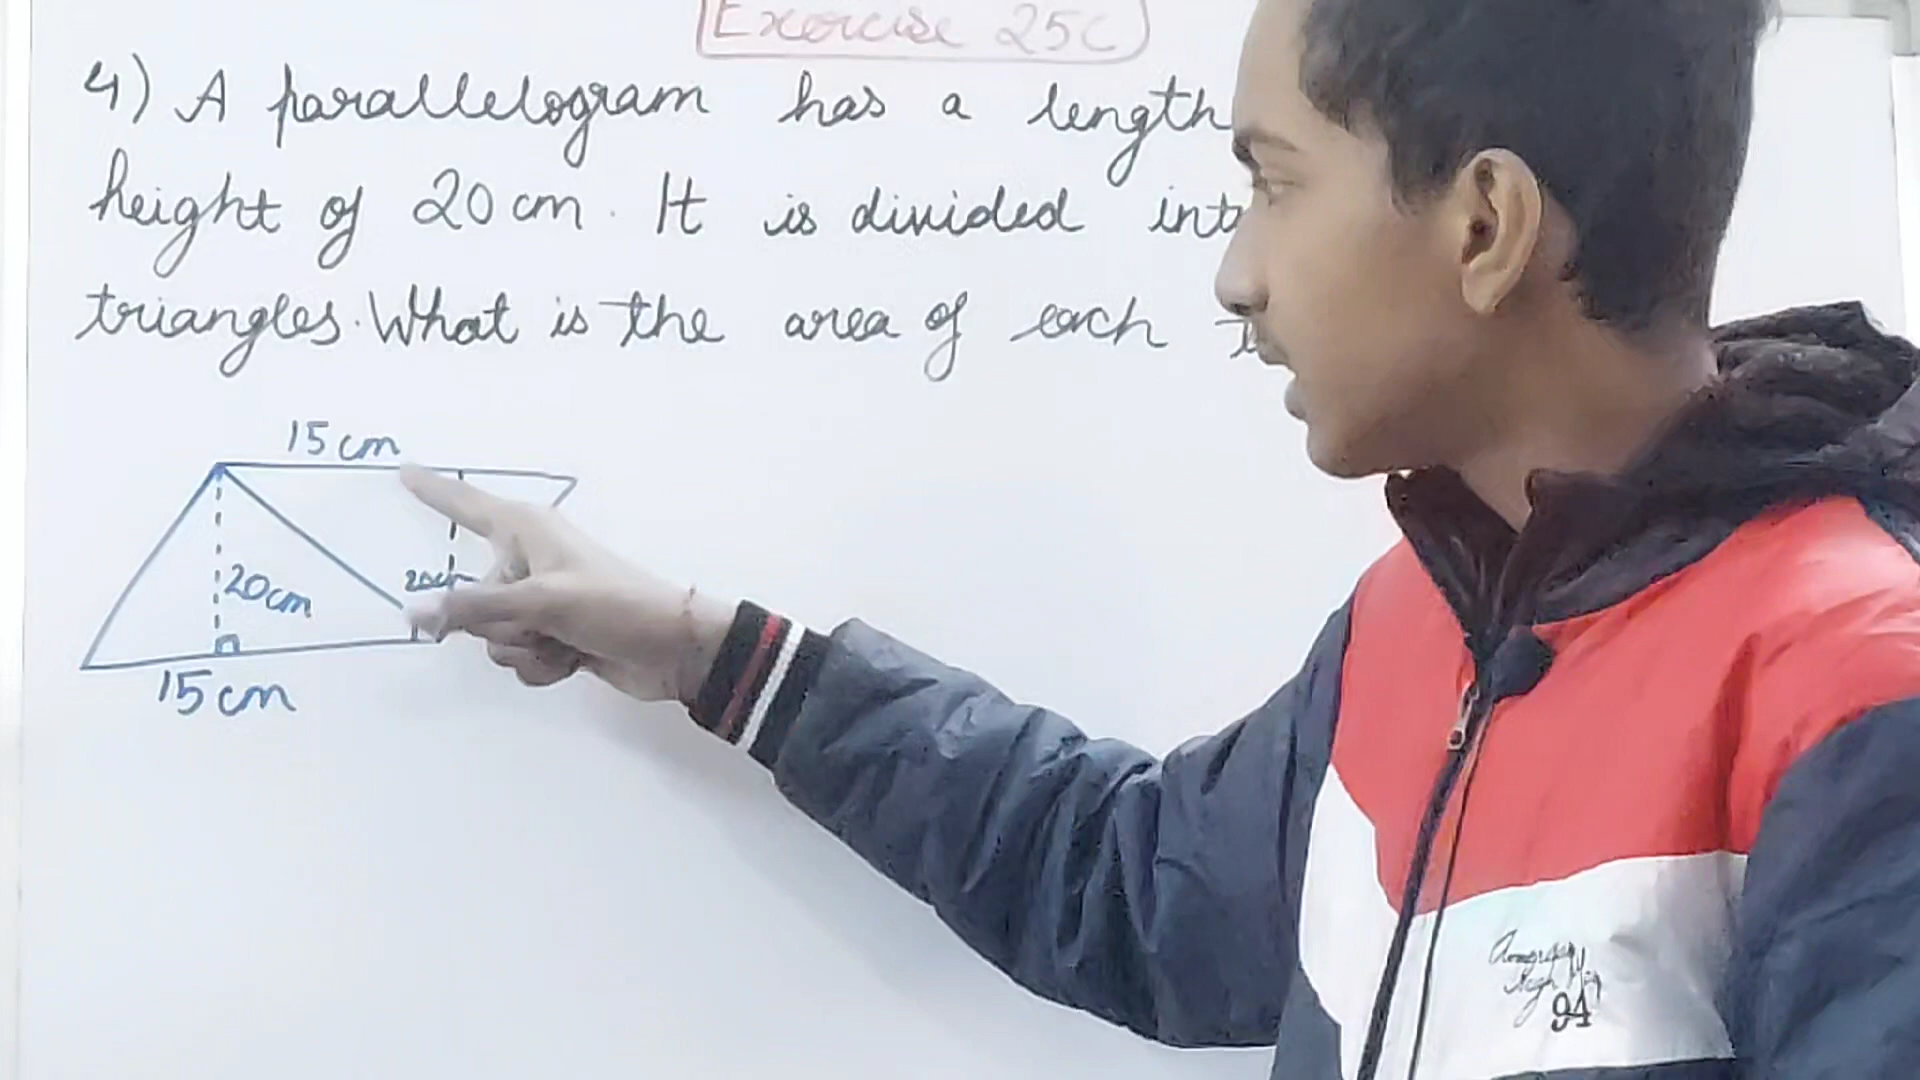 Exercise 25C
4) A parallelogram has a length
height of 20 cm. It is divided
triangles. What is the area of each
15 cm
20cm
20cm
15 cm
94